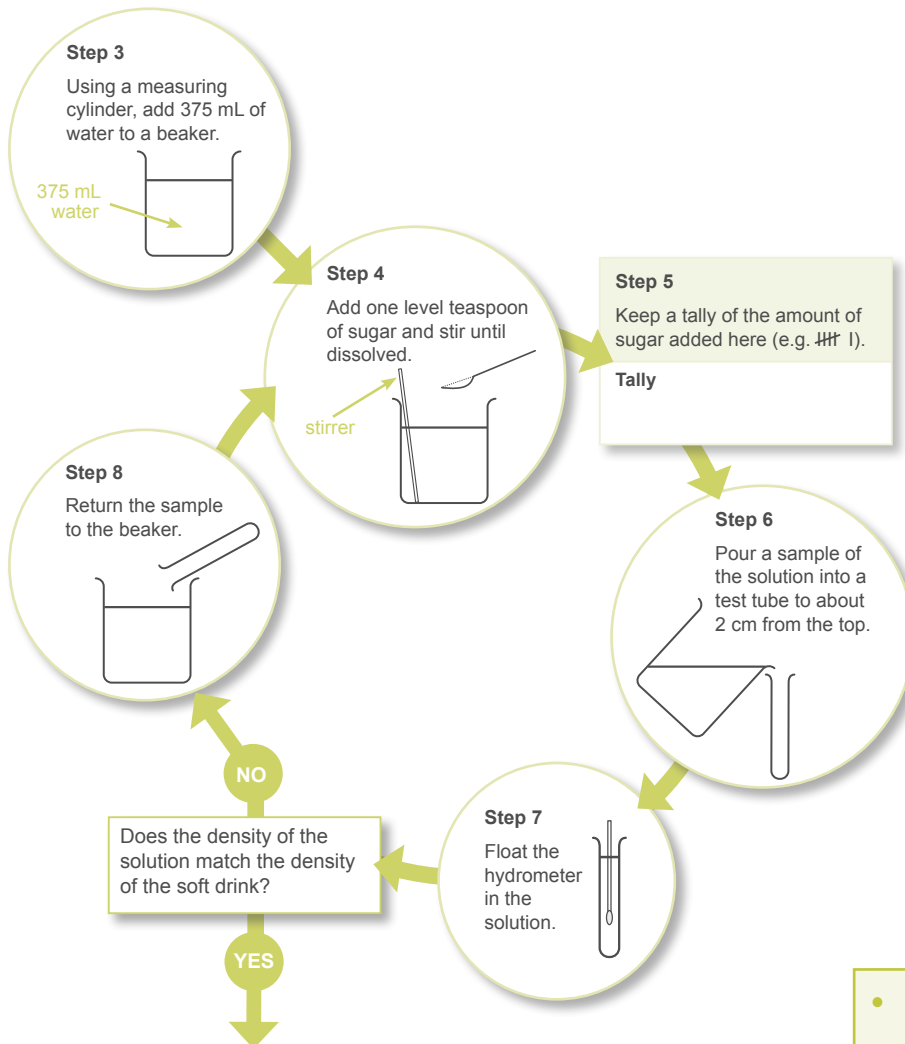 Step 3
Using a measuring
cylinder, add 375 mL of
water to a beaker.
375 mL
water
Step 4
Add one level teaspoon
of sugar and stir until
dissolved.
stirrer
Step 5
Keep a tally of the amount of
sugar added here (e.g. 𝍸 I).
Tally
Step 6
Pour a sample of
the solution into a
test tube to about
2 cm from the top.
Step 7
Float the
hydrometer
in the
solution.
Does the density of the
solution match the density
of the soft drink?
NO
YES
Step 8
Return the sample
to the beaker.